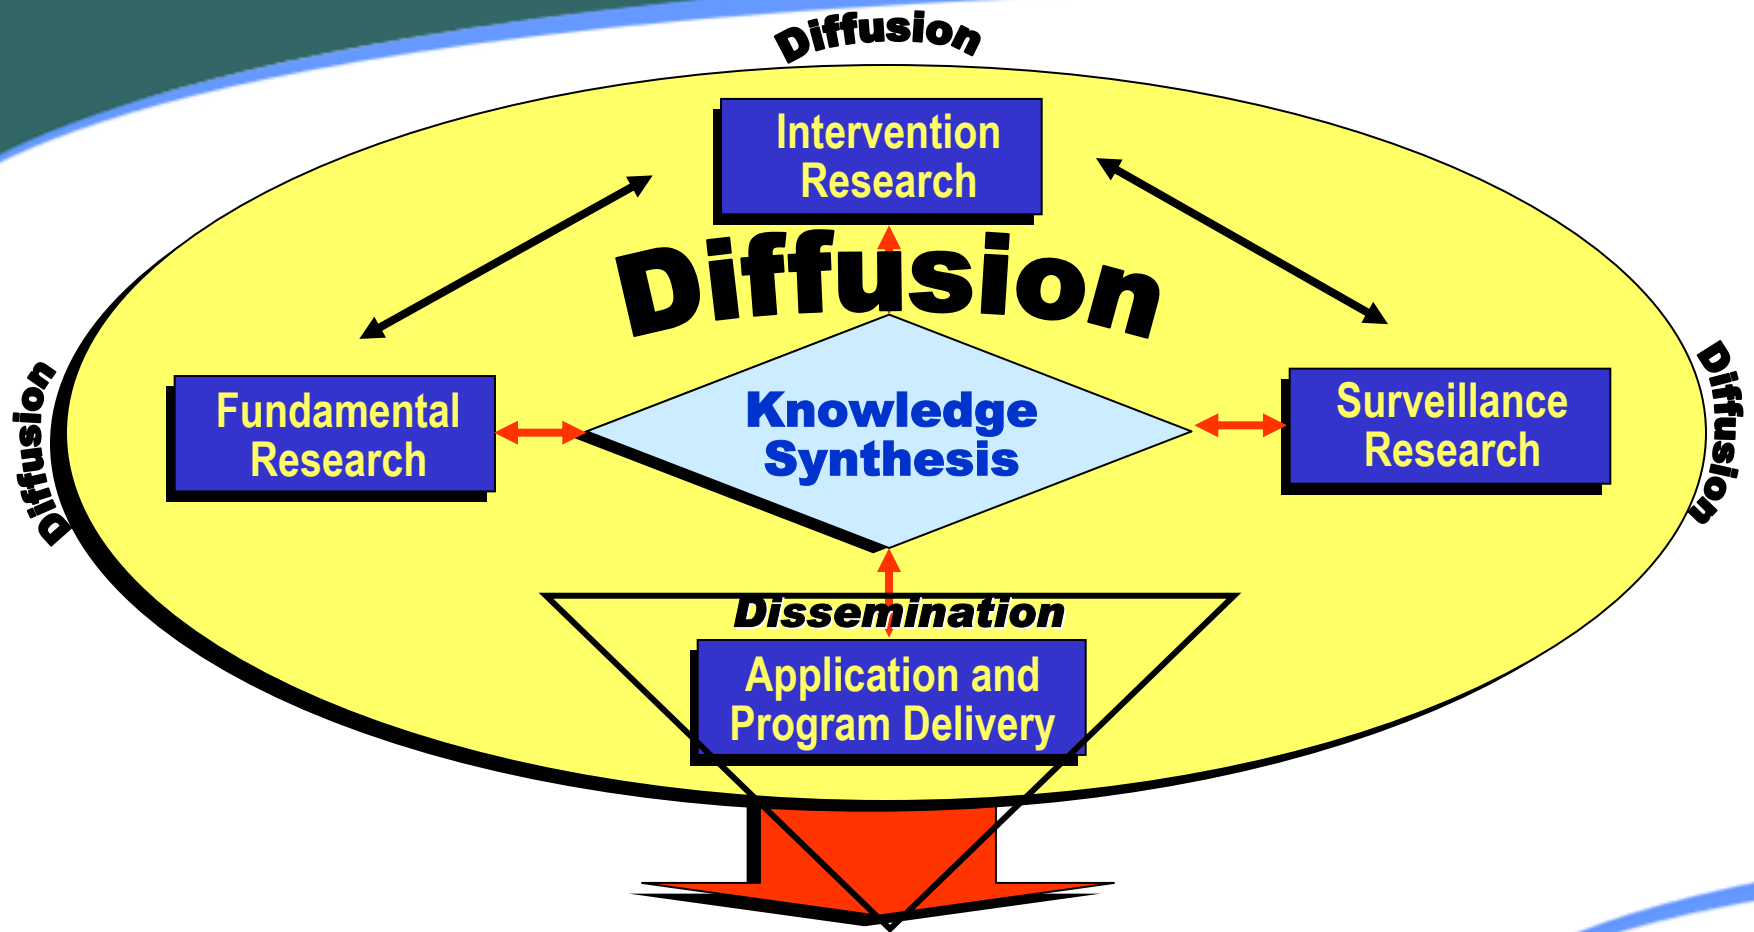 Diffusion
Intervention
Research
Diffusion
Diffusion
Fundamental
Research
Knowledge
Synthesis
Surveillance
Research
Diffusion
Dissemination
Application and
Program Delivery